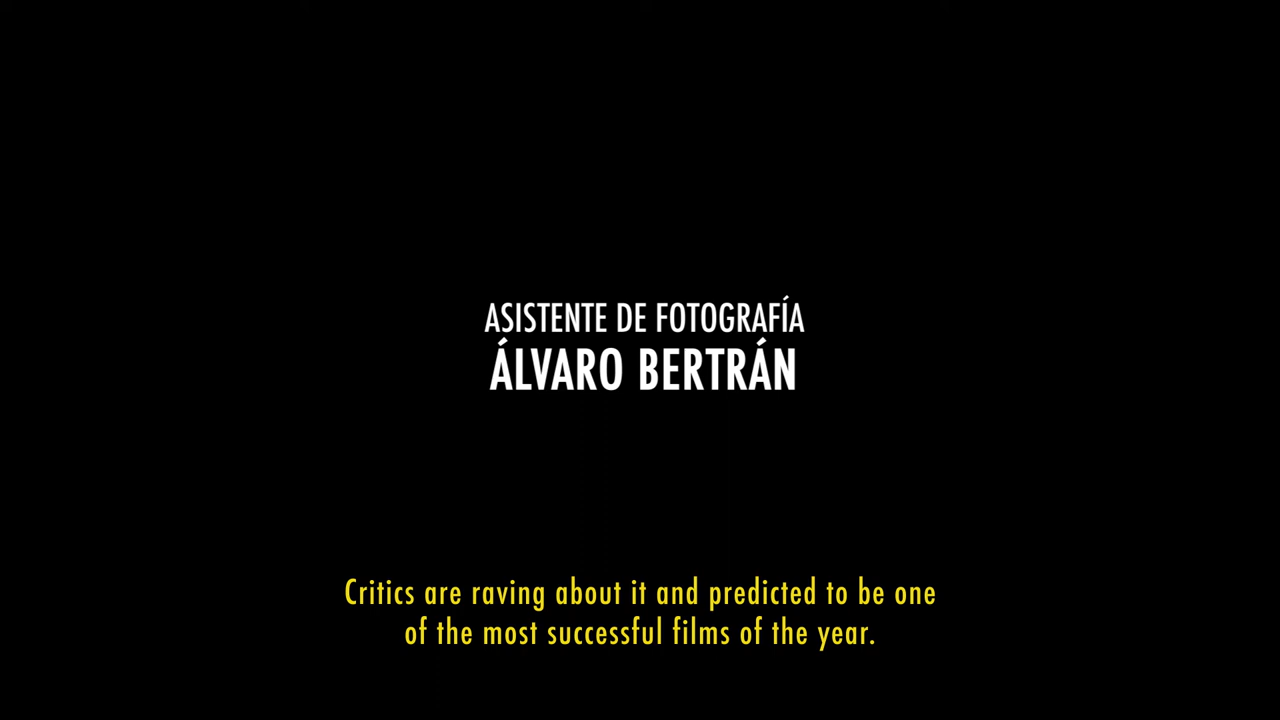 ASISTENTE DE FOTOGRAFÍA
ÁLVARO BERTRÁN
Critics are raving about it and predicted to be one
of the most successful films of the year.